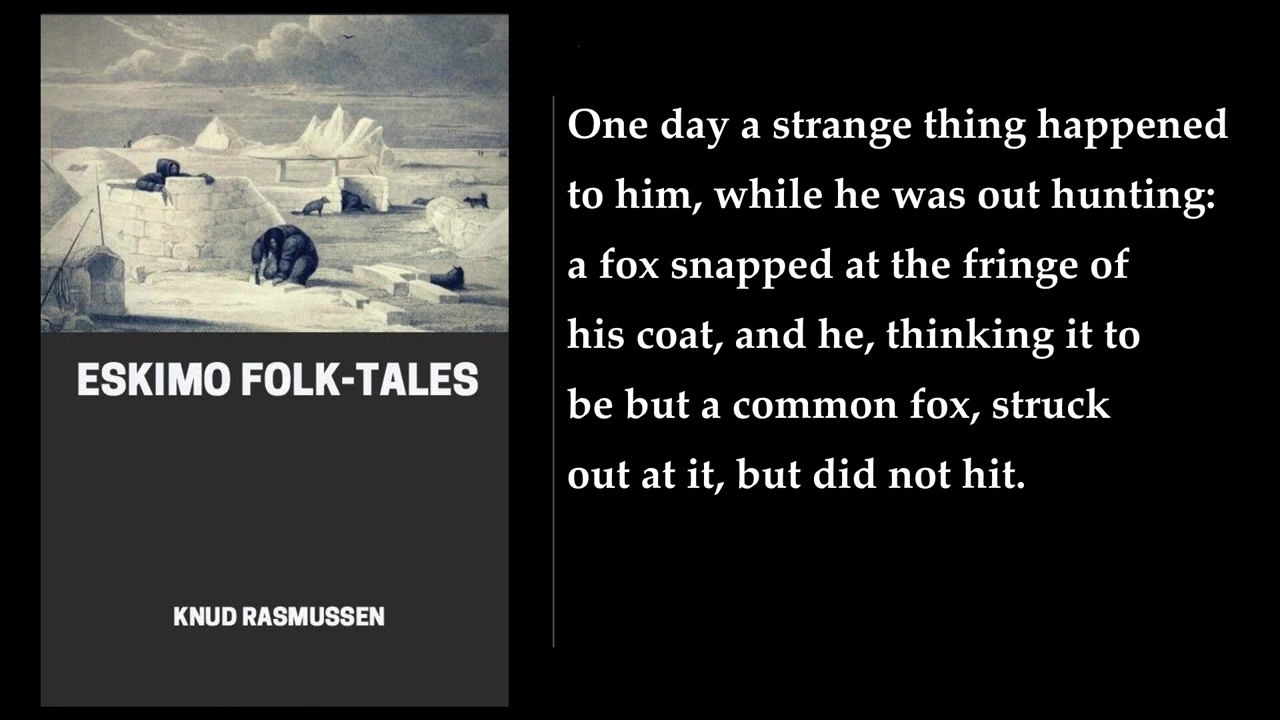 ESKIMO FOLK-TALES
KNUD RASMUSSEN
One day a strange thing happened
to him, while he was out hunting:
a fox snapped at the fringe of
his coat, and he, thinking it to
be but a common fox, struck
out at it, but did not hit.